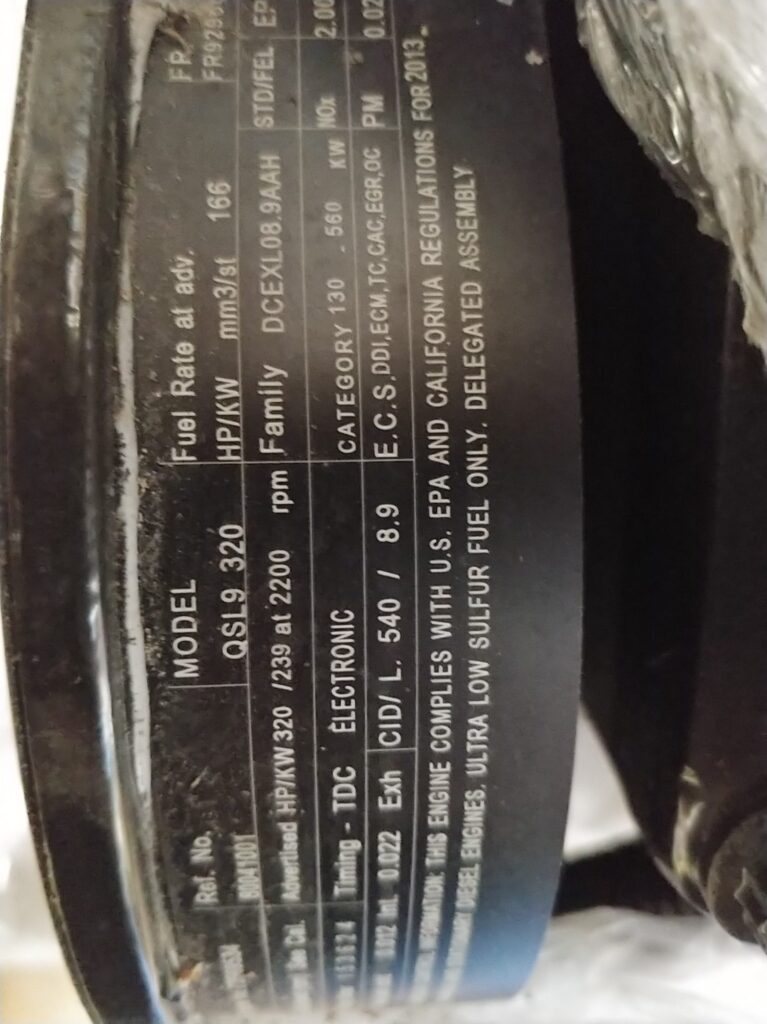 Ref. No. MODEL Fuel Rate at adv. FR.
QSL9 320 HP/KW mm3/st 166
Advertised HP/KW 320 /239 at 2200 rpm Family DCEXL08.9AAH STD/FEL
Timing - TDC ELECTRONIC CATEGORY 130 . 560 KW NOx
0.012 Int. 0.022 Exh CID/ L. 540 / 8.9 E.C.S. DDI,ECM,TC,CAC,EGR,OC PM
INFORMATION: THIS ENGINE COMPLIES WITH U.S. EPA AND CALIFORNIA REGULATIONS FOR 2013.
DIESEL ENGINES. ULTRA LOW SULFUR FUEL ONLY. DELEGATED ASSEMBLY